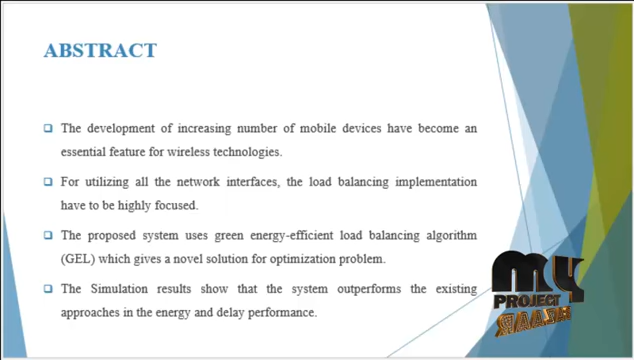 ABSTRACT
The development of increasing number of mobile devices have become an
essential feature for wireless technologies.
For utilizing all the network interfaces, the load balancing implementation
have to be highly focused.
The proposed system uses green energy-efficient load balancing algorithm
(GEL) which gives a novel solution for optimization problem.
The Simulation results show that the system outperforms the existing
approaches in the energy and delay performance.
my
PROJECT
BAZAAR